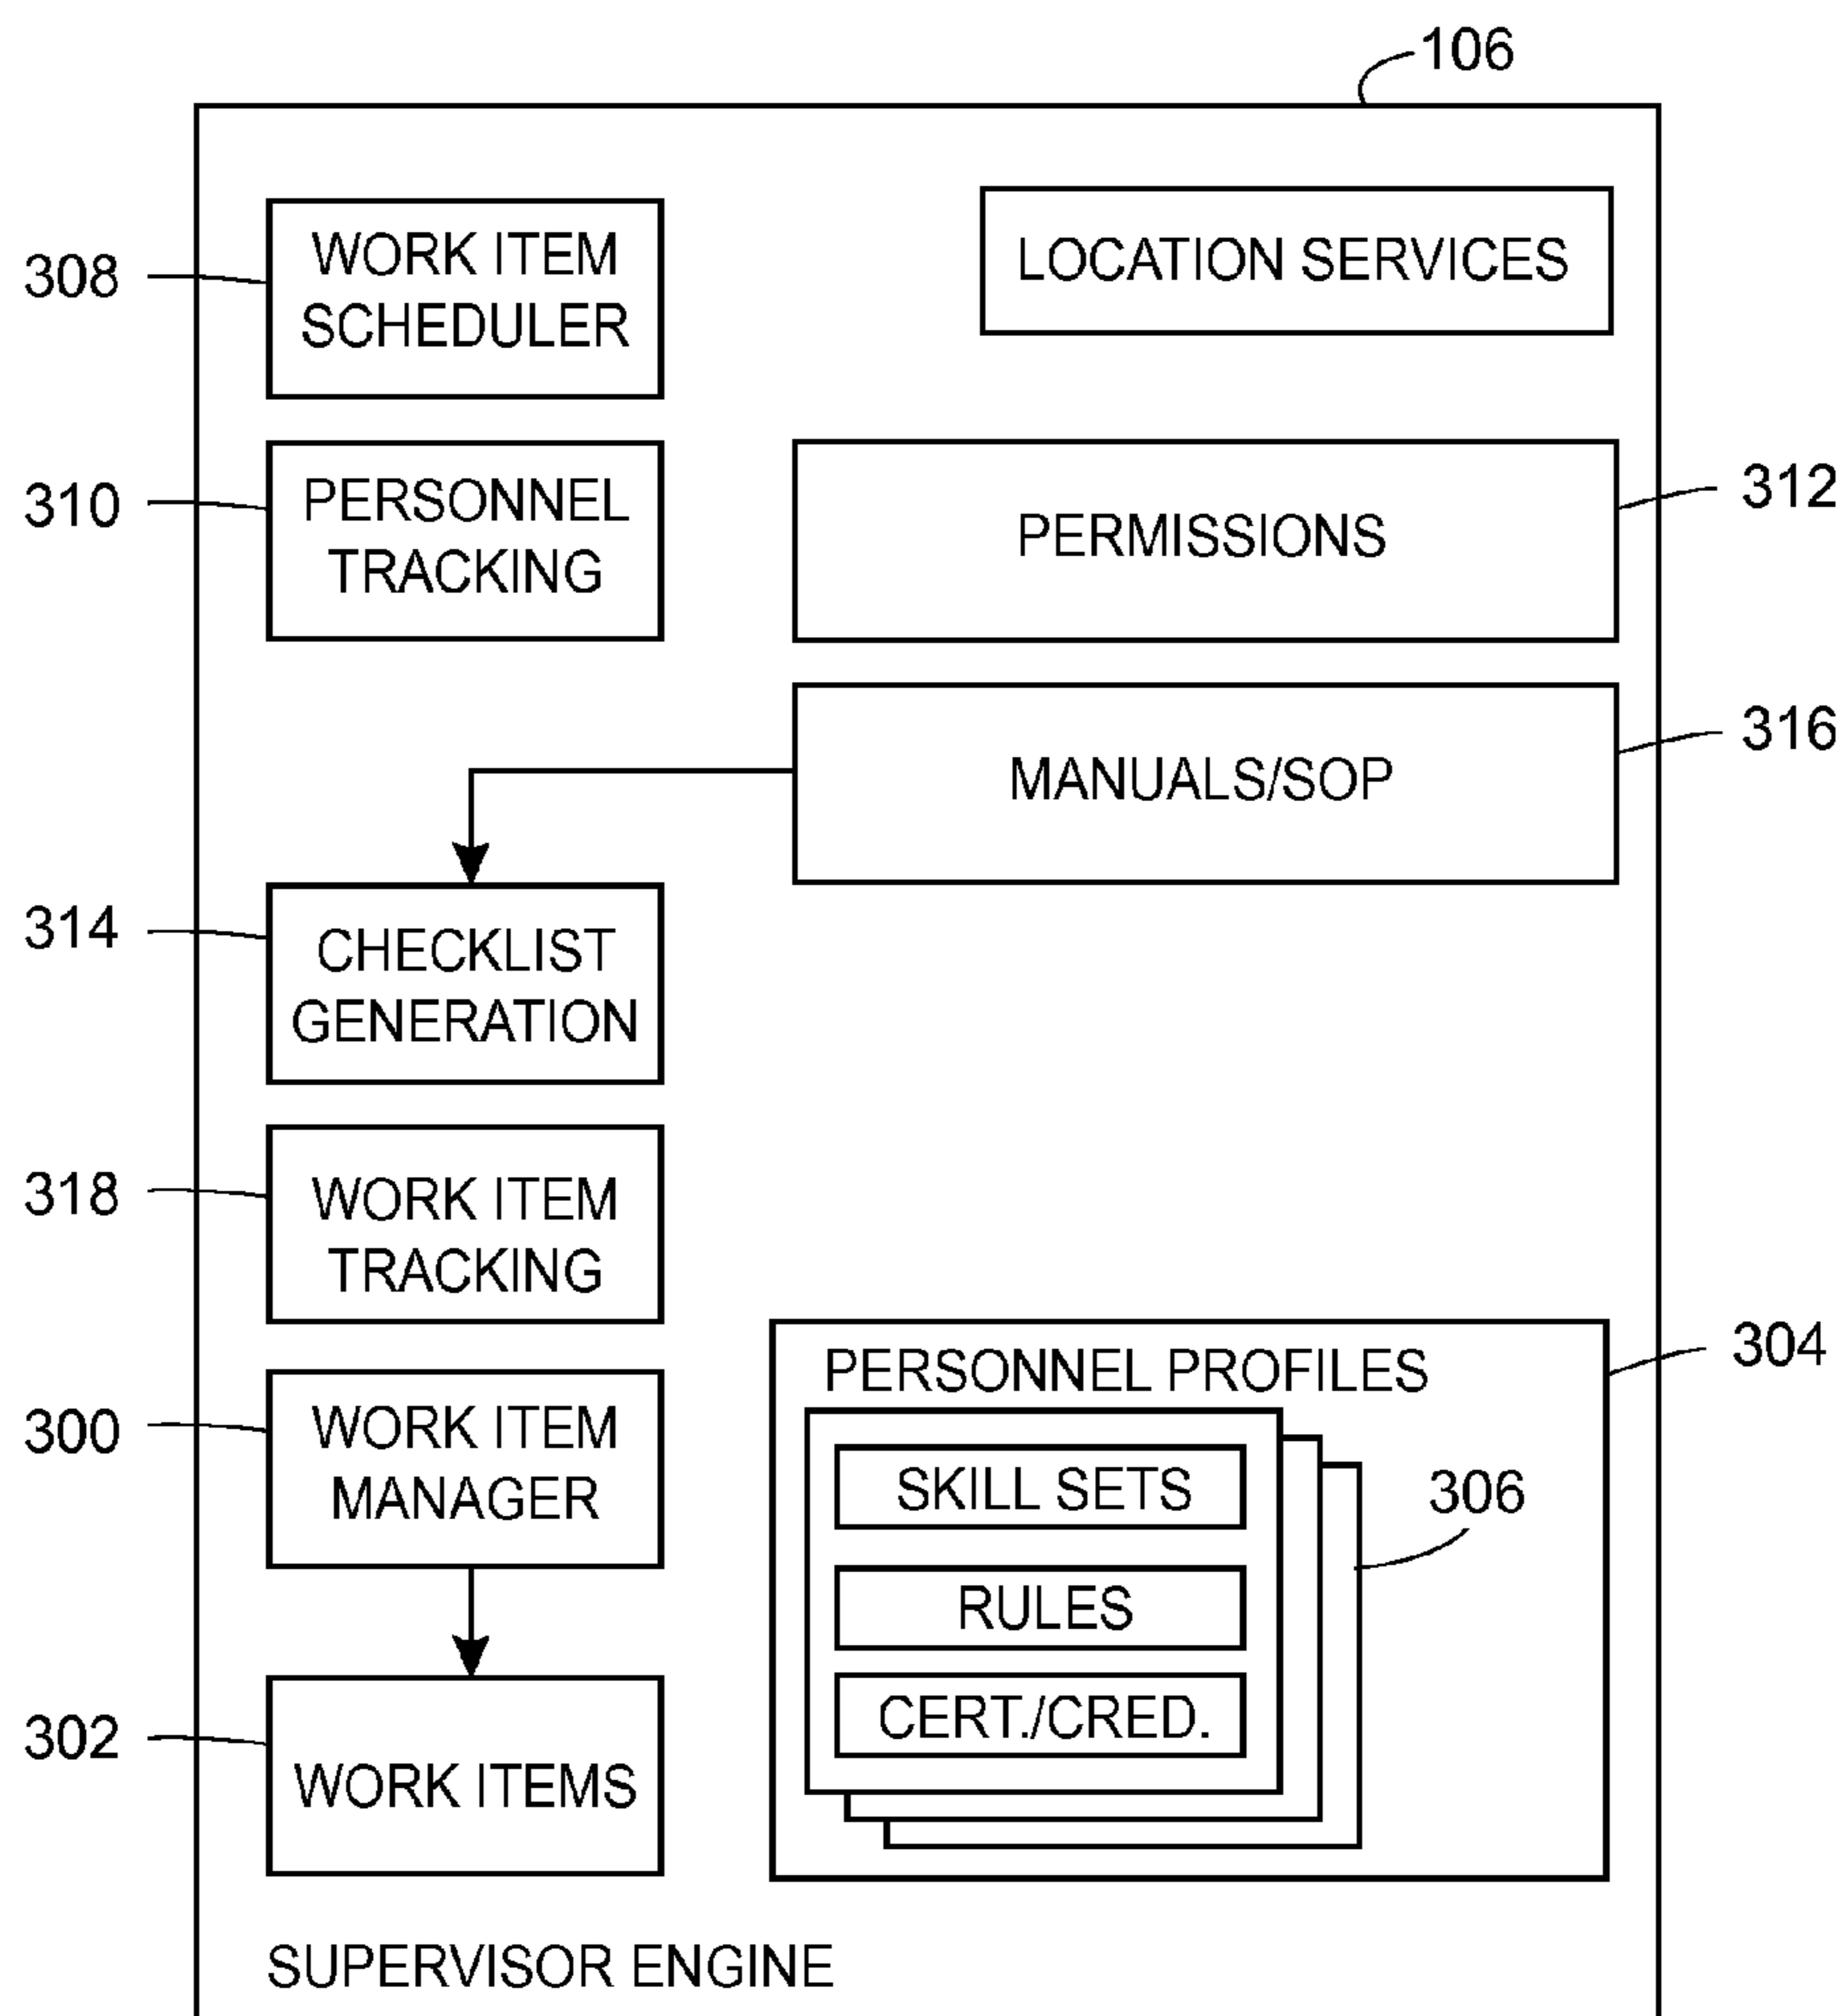 106
308
WORK ITEM
SCHEDULER
LOCATION SERVICES
310
PERSONNEL
TRACKING
PERMISSIONS
312
MANUALS/SOP
316
314
CHECKLIST
GENERATION
318
WORK ITEM
TRACKING
300
WORK ITEM
MANAGER
302
WORK ITEMS
PERSONNEL PROFILES
304
SKILL SETS
306
RULES
CERT./CRED.
SUPERVISOR ENGINE